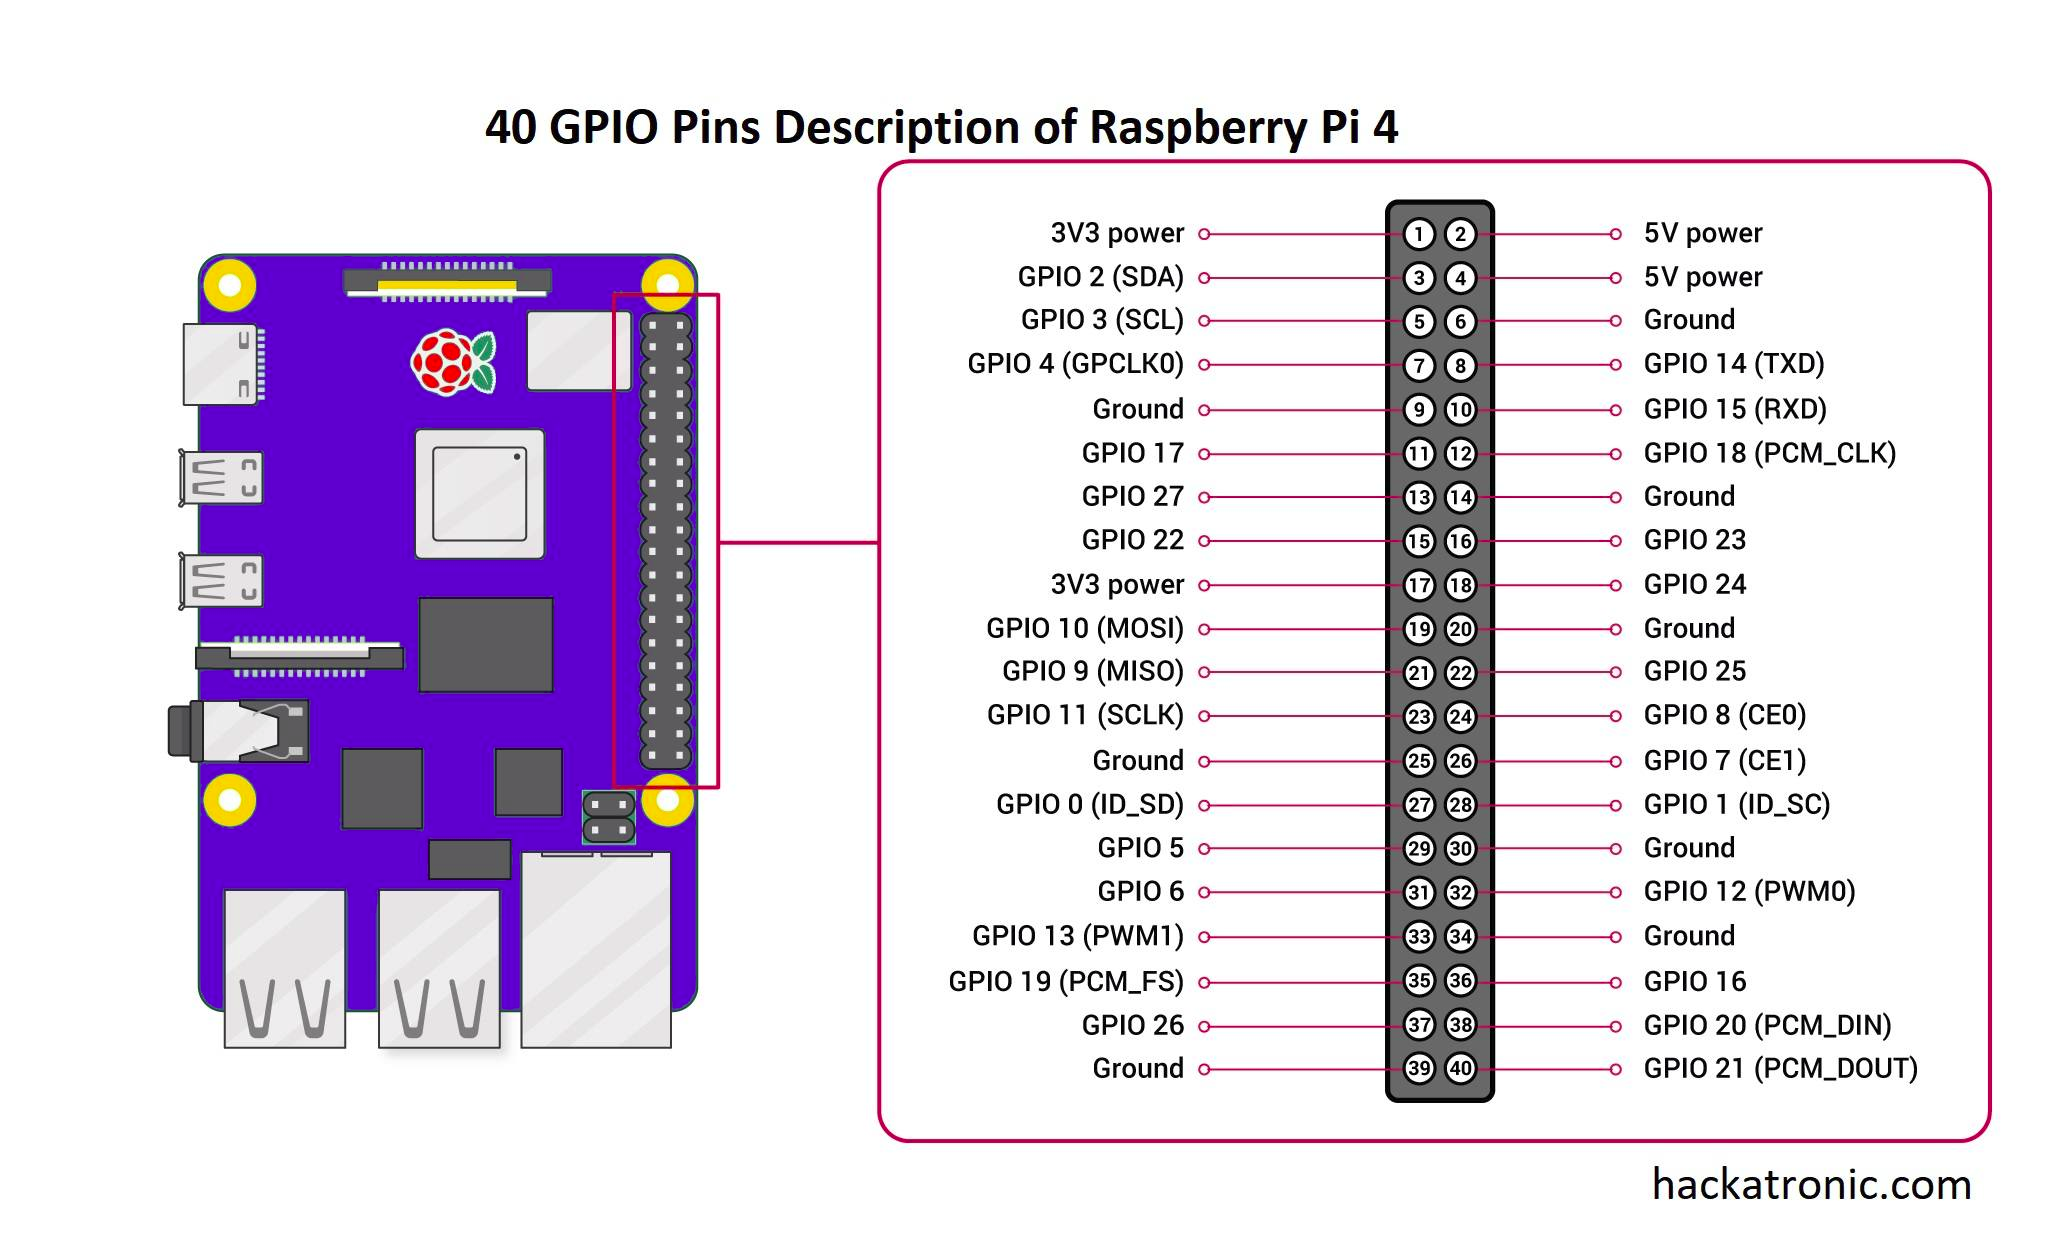 40 GPIO Pins Description of Raspberry Pi 4
3V3 power 1 2 5V power
GPIO 2 (SDA) 3 4 5V power
GPIO 3 (SCL) 5 6 Ground
GPIO 4 (GPCLK0) 7 8 GPIO 14 (TXD)
Ground 9 10 GPIO 15 (RXD)
GPIO 17 11 12 GPIO 18 (PCM_CLK)
GPIO 27 13 14 Ground
GPIO 22 15 16 GPIO 23
3V3 power 17 18 GPIO 24
GPIO 10 (MOSI) 19 20 Ground
GPIO 9 (MISO) 21 22 GPIO 25
GPIO 11 (SCLK) 23 24 GPIO 8 (CE0)
Ground 25 26 GPIO 7 (CE1)
GPIO 0 (ID_SD) 27 28 GPIO 1 (ID_SC)
GPIO 5 29 30 Ground
GPIO 6 31 32 GPIO 12 (PWM0)
GPIO 13 (PWM1) 33 34 Ground
GPIO 19 (PCM_FS) 35 36 GPIO 16
GPIO 26 37 38 GPIO 20 (PCM_DIN)
Ground 39 40 GPIO 21 (PCM_DOUT)
hackatronic.com